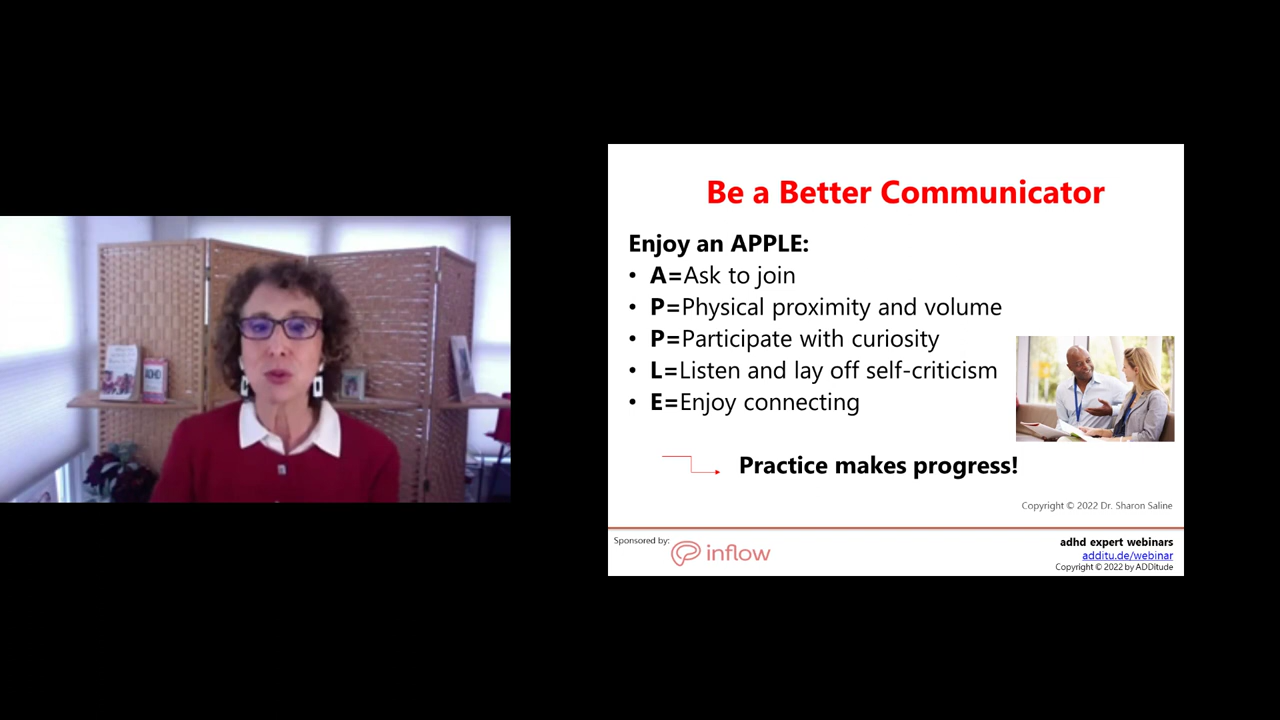 ADHD
Be a Better Communicator
Enjoy an APPLE:
• A=Ask to join
• P=Physical proximity and volume
• P=Participate with curiosity
• L=Listen and lay off self-criticism
• E=Enjoy connecting
Practice makes progress!
Copyright © 2022 Dr. Sharon Saline
Sponsored by:
inflow
adhd expert webinars
additu.de/webinar
Copyright © 2022 by ADDitude